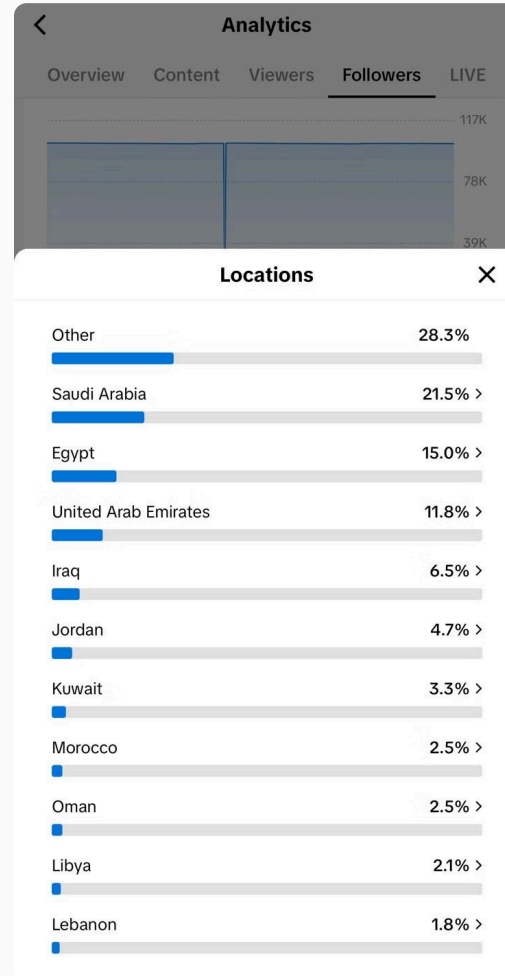 Analytics
Overview Content Viewers Followers LIVE
117K
78K
39K
Locations
Other 28.3%
Saudi Arabia 21.5% >
Egypt 15.0% >
United Arab Emirates 11.8% >
Iraq 6.5% >
Jordan 4.7% >
Kuwait 3.3% >
Morocco 2.5% >
Oman 2.5% >
Libya 2.1% >
Lebanon 1.8% >